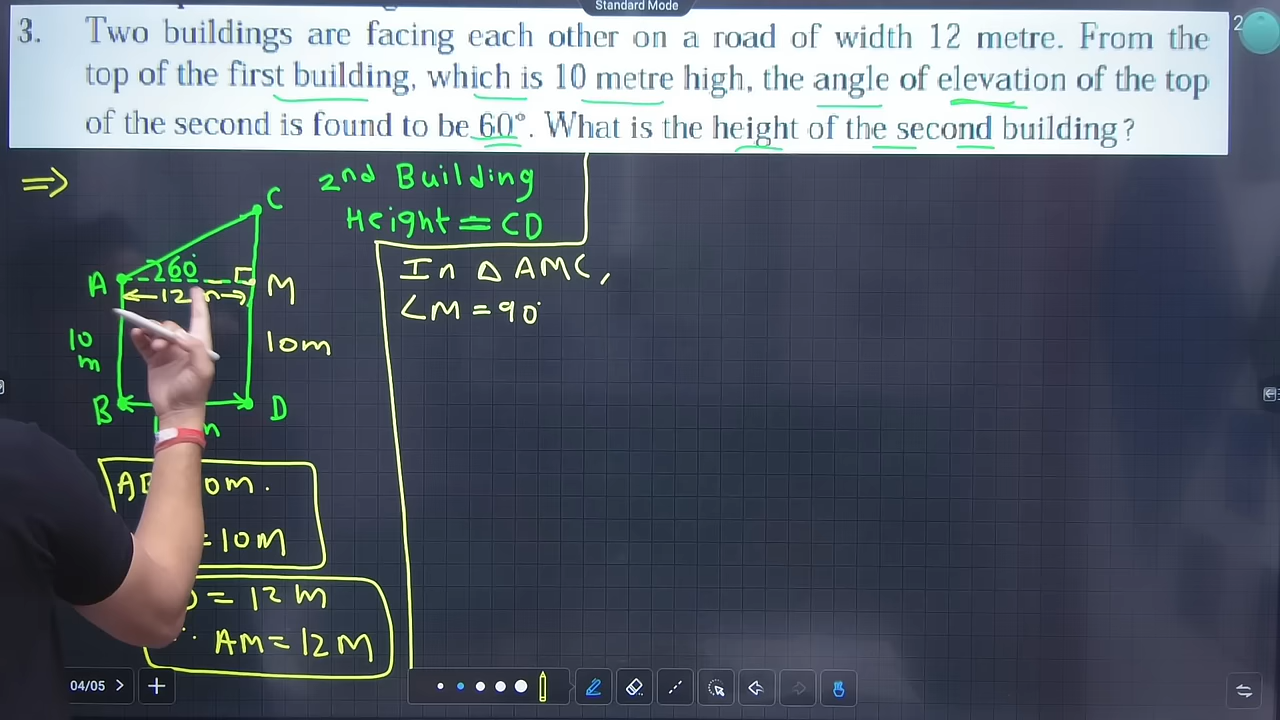 Standard Mode
2
3. Two buildings are facing each other on a road of width 12 metre. From the
top of the first building, which is 10 metre high, the angle of elevation of the top
of the second is found to be 60°. What is the height of the second building?
⇒
C
2nd Building
Height = CD
A
60°
M
12
10
m
10m
B
D
In △ AMC,
∠M = 90°
10m.
= 10M
= 12 m
∴ AM = 12 M
04/05